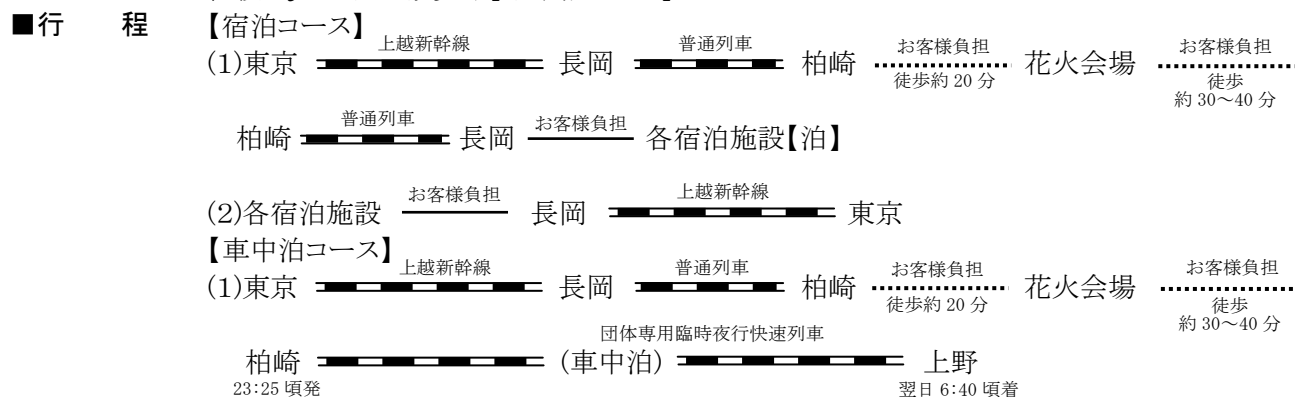 ■行　　程　　【宿泊コース】
上越新幹線　普通列車　お客様負担　お客様負担
(1)東京　長岡　柏崎　花火会場
徒歩約 20 分　徒歩
約 30～40 分
普通列車　お客様負担
柏崎　長岡　各宿泊施設【泊】
お客様負担　上越新幹線
(2)各宿泊施設　長岡　東京
【車中泊コース】
上越新幹線　普通列車　お客様負担　お客様負担
(1)東京　長岡　柏崎　花火会場
徒歩約 20 分　徒歩
約 30～40 分
団体専用臨時夜行快速列車
柏崎　(車中泊)　上野
23:25 頃発　翌日 6:40 頃着